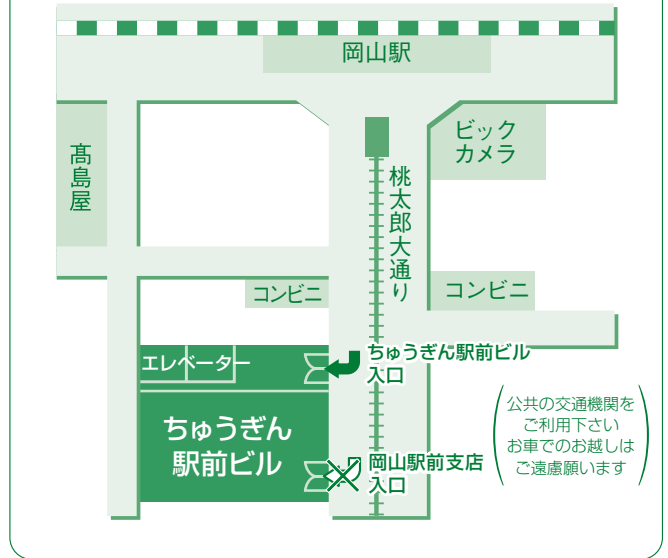 岡山駅
髙島屋
ビック
カメラ
桃太郎大通り
コンビニ
コンビニ
エレベーター
ちゅうぎん駅前ビル
入口
ちゅうぎん
駅前ビル
岡山駅前支店
入口
公共の交通機関を
ご利用下さい
お車でのお越しは
ご遠慮願います